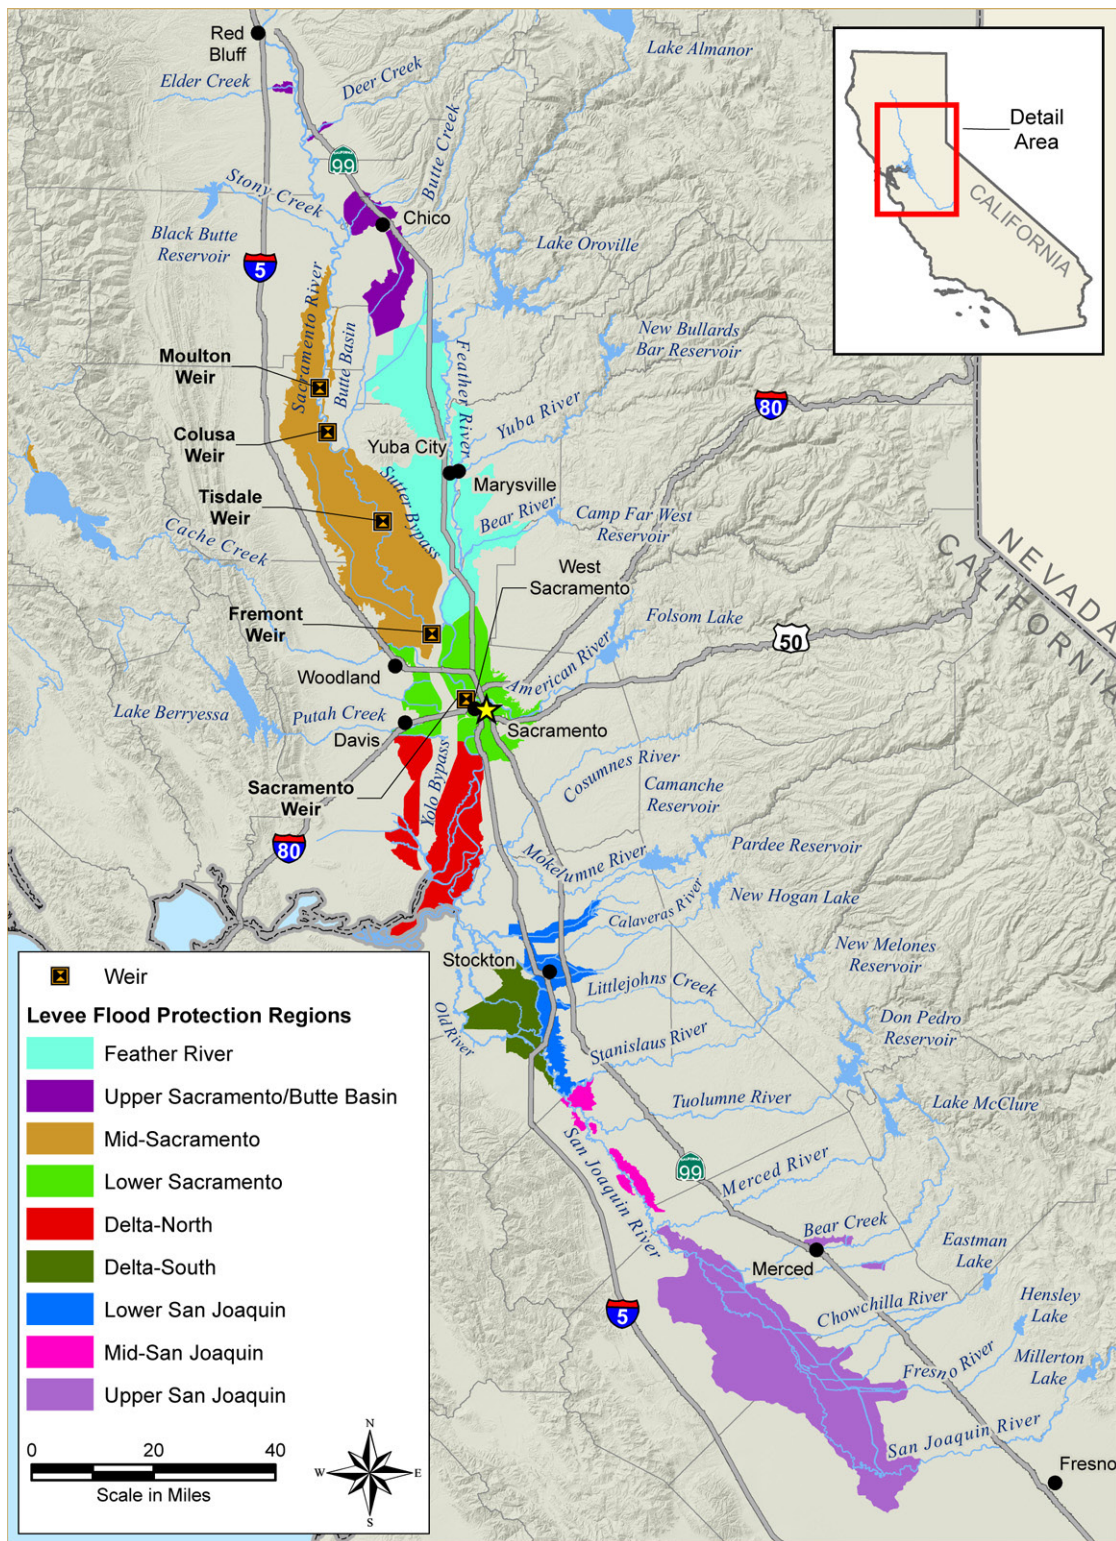 Red
Bluff
Lake Almanor
Elder Creek
Deer Creek
Butte Creek
99
Stony Creek
Chico
Black Butte
Reservoir
Lake Oroville
5
Detail
Area
CALIFORNIA
Sacramento River
Butte Basin
Feather River
New Bullards
Bar Reservoir
Moulton
Weir
80
Colusa
Weir
Yuba City
Yuba River
Marysville
Tisdale
Weir
Sutter Bypass
Bear River
Camp Far West
Reservoir
Cache Creek
West
Sacramento
NEVADA
CALIFORNIA
Fremont
Weir
Folsom Lake
50
Woodland
American River
Lake Berryessa
Putah Creek
Davis
Sacramento
Yolo Bypass
Cosumnes River
Sacramento
Weir
Camanche
Reservoir
80
Mokelumne River
Pardee Reservoir
Calaveras River
New Hogan Lake
Stockton
New Melones
Reservoir
Littlejohns Creek
Old River
Stanislaus River
Don Pedro
Reservoir
Tuolumne River
Lake McClure
San Joaquin River
CALIFORNIA
99
Merced River
Bear Creek
Merced
Eastman
Lake
5
Chowchilla River
Hensley
Lake
Fresno River
Millerton
Lake
San Joaquin River
Fresno
Weir
Levee Flood Protection Regions
Feather River
Upper Sacramento/Butte Basin
Mid-Sacramento
Lower Sacramento
Delta-North
Delta-South
Lower San Joaquin
Mid-San Joaquin
Upper San Joaquin
0 20 40
Scale in Miles
N
W E
S